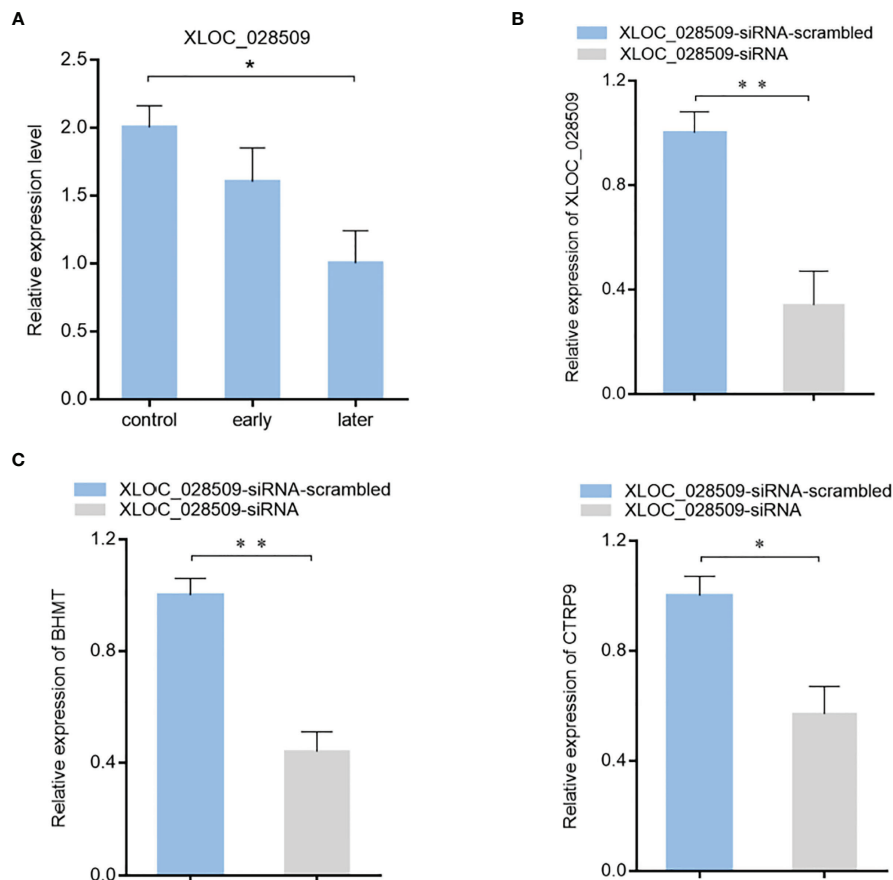 A
XLOC_028509
*
2.5
2.0
1.5
1.0
0.5
0.0
Relative expression level
control early later
B
XLOC_028509-siRNA-scrambled
XLOC_028509-siRNA
* *
1.2
0.8
0.4
0.0
Relative expression of XLOC_028509
C
XLOC_028509-siRNA-scrambled
XLOC_028509-siRNA
* *
1.2
0.8
0.4
0.0
Relative expression of BHMT
XLOC_028509-siRNA-scrambled
XLOC_028509-siRNA
*
1.2
0.8
0.4
0.0
Relative expression of CTRP9